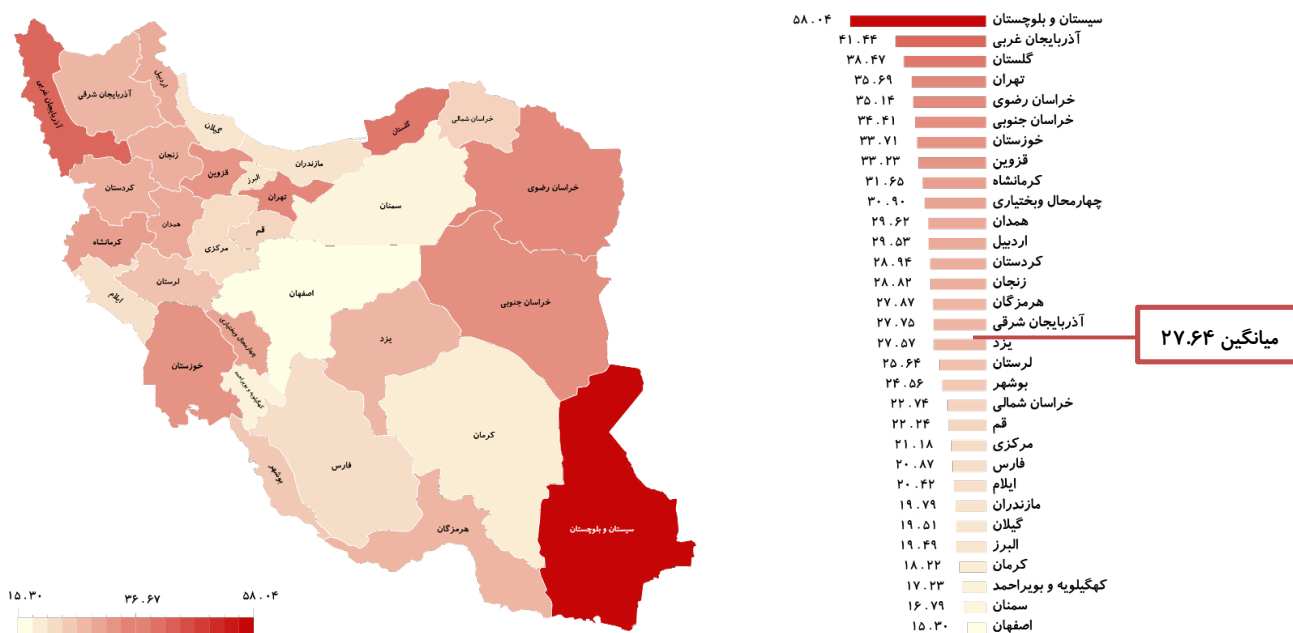 آذربایجان غربی
آذربایجان شرقی
اردبیل
گیلان
زنجان
کردستان
قزوین
البرز
مازندران
تهران
گلستان
خراسان شمالی
خراسان رضوی
سمنان
همدان
کرمانشاه
مرکزی
قم
لرستان
ایلام
اصفهان
خراسان جنوبی
چهارمحال وبختیاری
خوزستان
یزد
کهگیلویه و بویراحمد
کرمان
فارس
بوشهر
هرمزگان
سیستان و بلوچستان
۱۵.۳۰ ۳۶.۶۷ ۵۸.۰۴
سیستان و بلوچستان ۵۸.۰۴
آذربایجان غربی ۴۱.۴۴
گلستان ۳۸.۴۷
تهران ۳۵.۶۹
خراسان رضوی ۳۵.۱۴
خراسان جنوبی ۳۴.۴۱
خوزستان ۳۳.۷۱
قزوین ۳۳.۲۳
کرمانشاه ۳۱.۶۵
چهارمحال وبختیاری ۳۰.۹۰
همدان ۲۹.۶۲
اردبیل ۲۹.۵۳
کردستان ۲۸.۹۴
زنجان ۲۸.۸۲
هرمزگان ۲۷.۸۷
آذربایجان شرقی ۲۷.۷۵
یزد ۲۷.۵۷
لرستان ۲۵.۶۴
بوشهر ۲۴.۵۶
خراسان شمالی ۲۲.۷۴
قم ۲۲.۲۴
مرکزی ۲۱.۱۸
فارس ۲۰.۸۷
ایلام ۲۰.۴۲
مازندران ۱۹.۷۹
گیلان ۱۹.۵۱
البرز ۱۹.۴۹
کرمان ۱۸.۲۲
کهگیلویه و بویراحمد ۱۷.۲۳
سمنان ۱۶.۷۹
اصفهان ۱۵.۳۰
میانگین ۲۷.۶۴